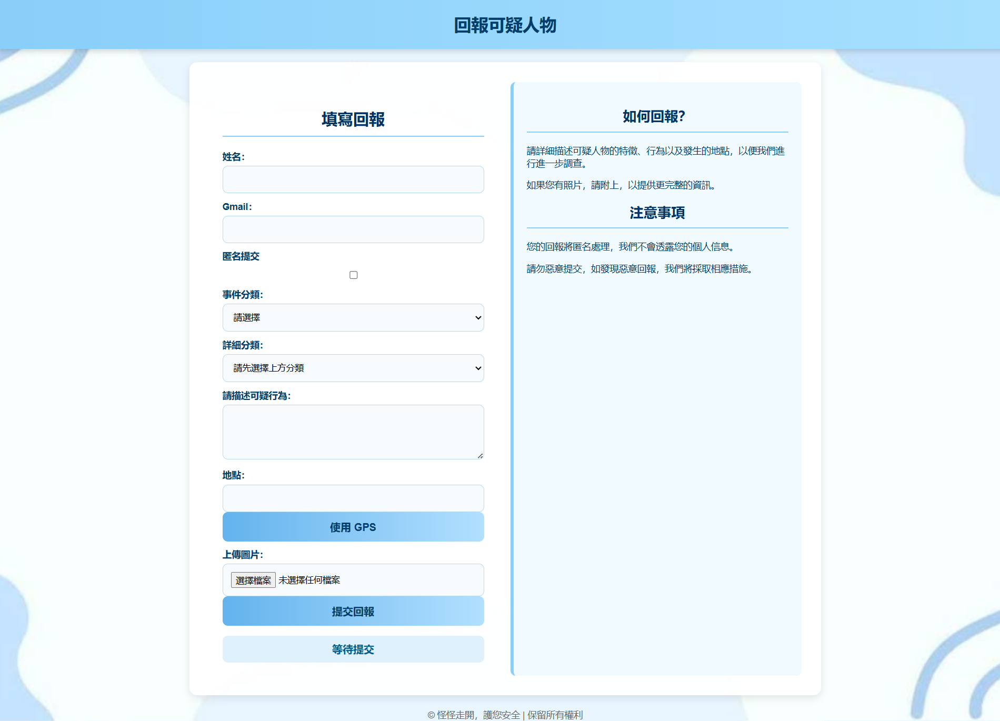 回報可疑人物
填寫回報
姓名：
Gmail：
匿名提交
事件分類：
請選擇
詳細分類：
請先選擇上方分類
請描述可疑行為：
地點：
使用 GPS
上傳圖片：
選擇檔案 未選擇任何檔案
提交回報
等待提交
如何回報？
請詳細描述可疑人物的特徵、行為以及發生的地點，以便我們進
行進一步調查。
如果您有照片，請附上，以提供更完整的資訊。
注意事項
您的回報將匿名處理，我們不會透露您的個人信息。
請勿惡意提交，如發現惡意回報，我們將採取相應措施。
© 怪怪走開，護您安全 | 保留所有權利